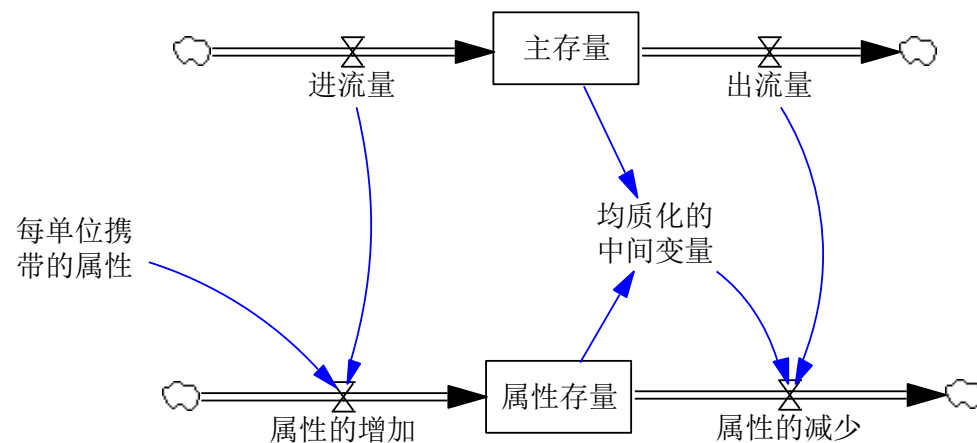 主存量
进流量
出流量
每单位携
带的属性
均质化的
中间变量
属性存量
属性的增加
属性的减少